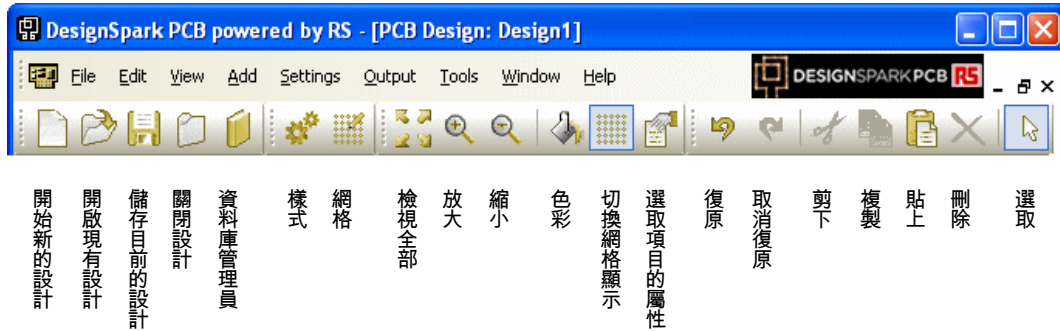 DesignSpark PCB powered by RS - [PCB Design: Design1]
File Edit View Add Settings Output Tools Window Help
DESIGNSPARK PCB RS
開始新的設計
開啟現有設計
儲存目前的設計
關閉設計
資料庫管理員
樣式
網格
檢視全部
放大
縮小
色彩
切換網格顯示
選取項目的屬性
復原
取消復原
剪下
複製
貼上
刪除
選取